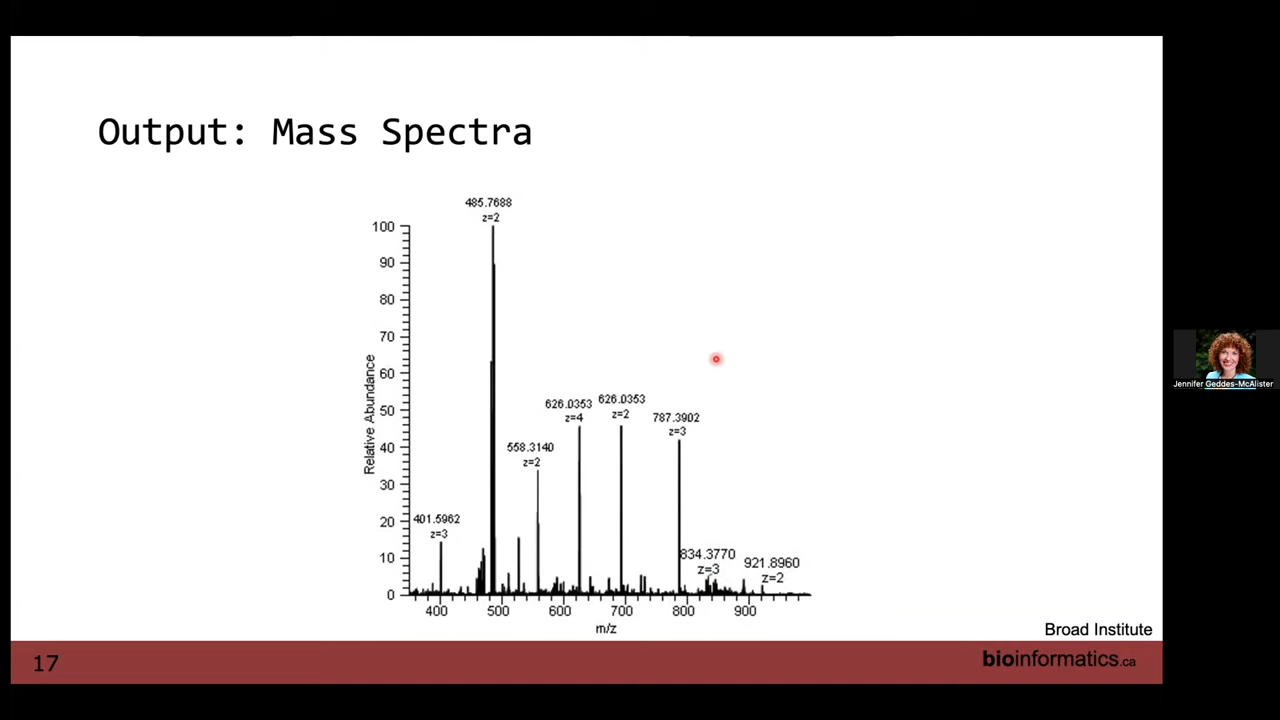 Output: Mass Spectra
485.7688
z=2
100
90
80
70
60
50
40
30
20
10
0
Relative Abundance
401.5962
z=3
558.3140
z=2
626.0353
z=4
626.0353
z=2
787.3902
z=3
834.3770
z=3
921.8960
z=2
400 500 600 700 800 900
m/z
Jennifer Geddes-McAlister
Broad Institute
17
bioinformatics.ca